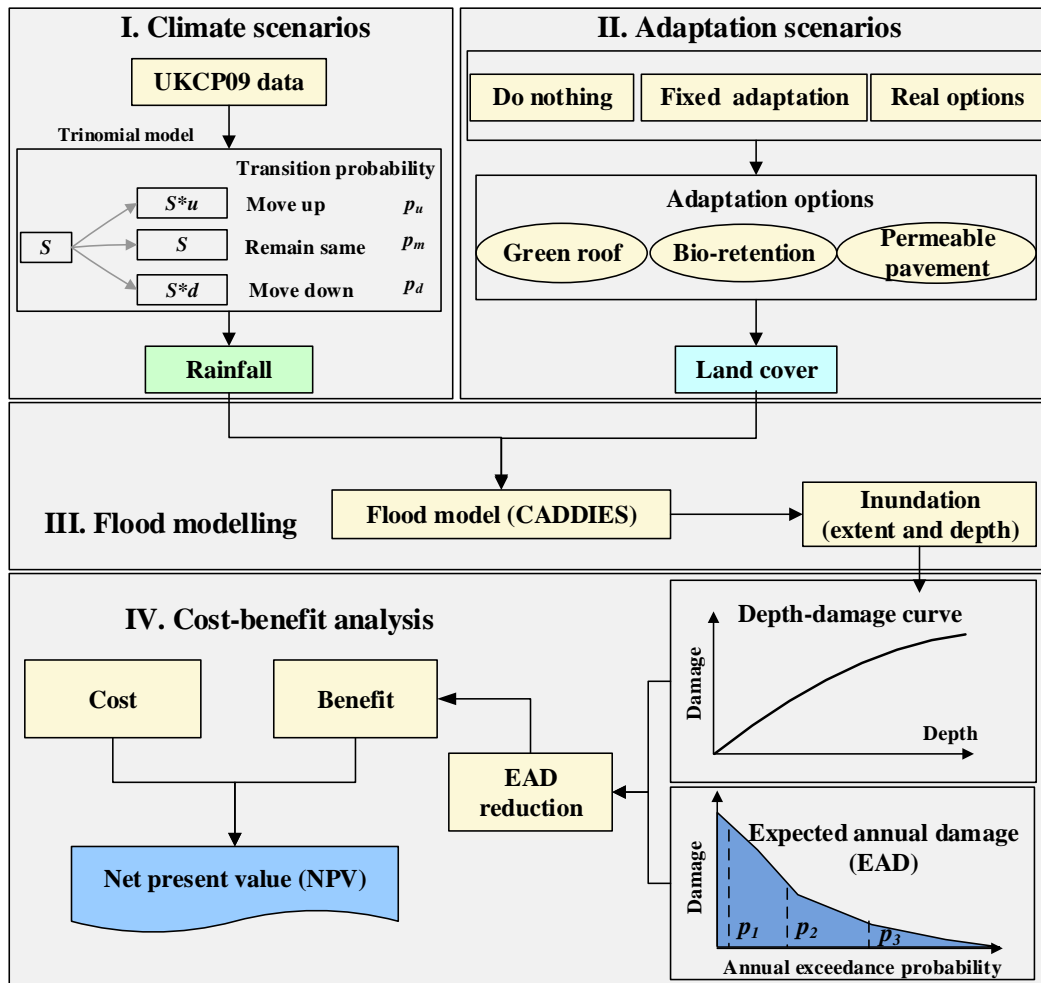 I. Climate scenarios
UKCP09 data
Trinomial model
Transition probability
S*u Move up pu
S S Remain same pm
S*d Move down pd
Rainfall
II. Adaptation scenarios
Do nothing Fixed adaptation Real options
Adaptation options
Green roof Bio-retention Permeable
pavement
Land cover
III. Flood modelling
Flood model (CADDIES)
Inundation
(extent and depth)
IV. Cost-benefit analysis
Cost Benefit
EAD
reduction
Net present value (NPV)
Depth-damage curve
Damage
Depth
Expected annual damage
(EAD)
Damage
p1 p2 p3
Annual exceedance probability